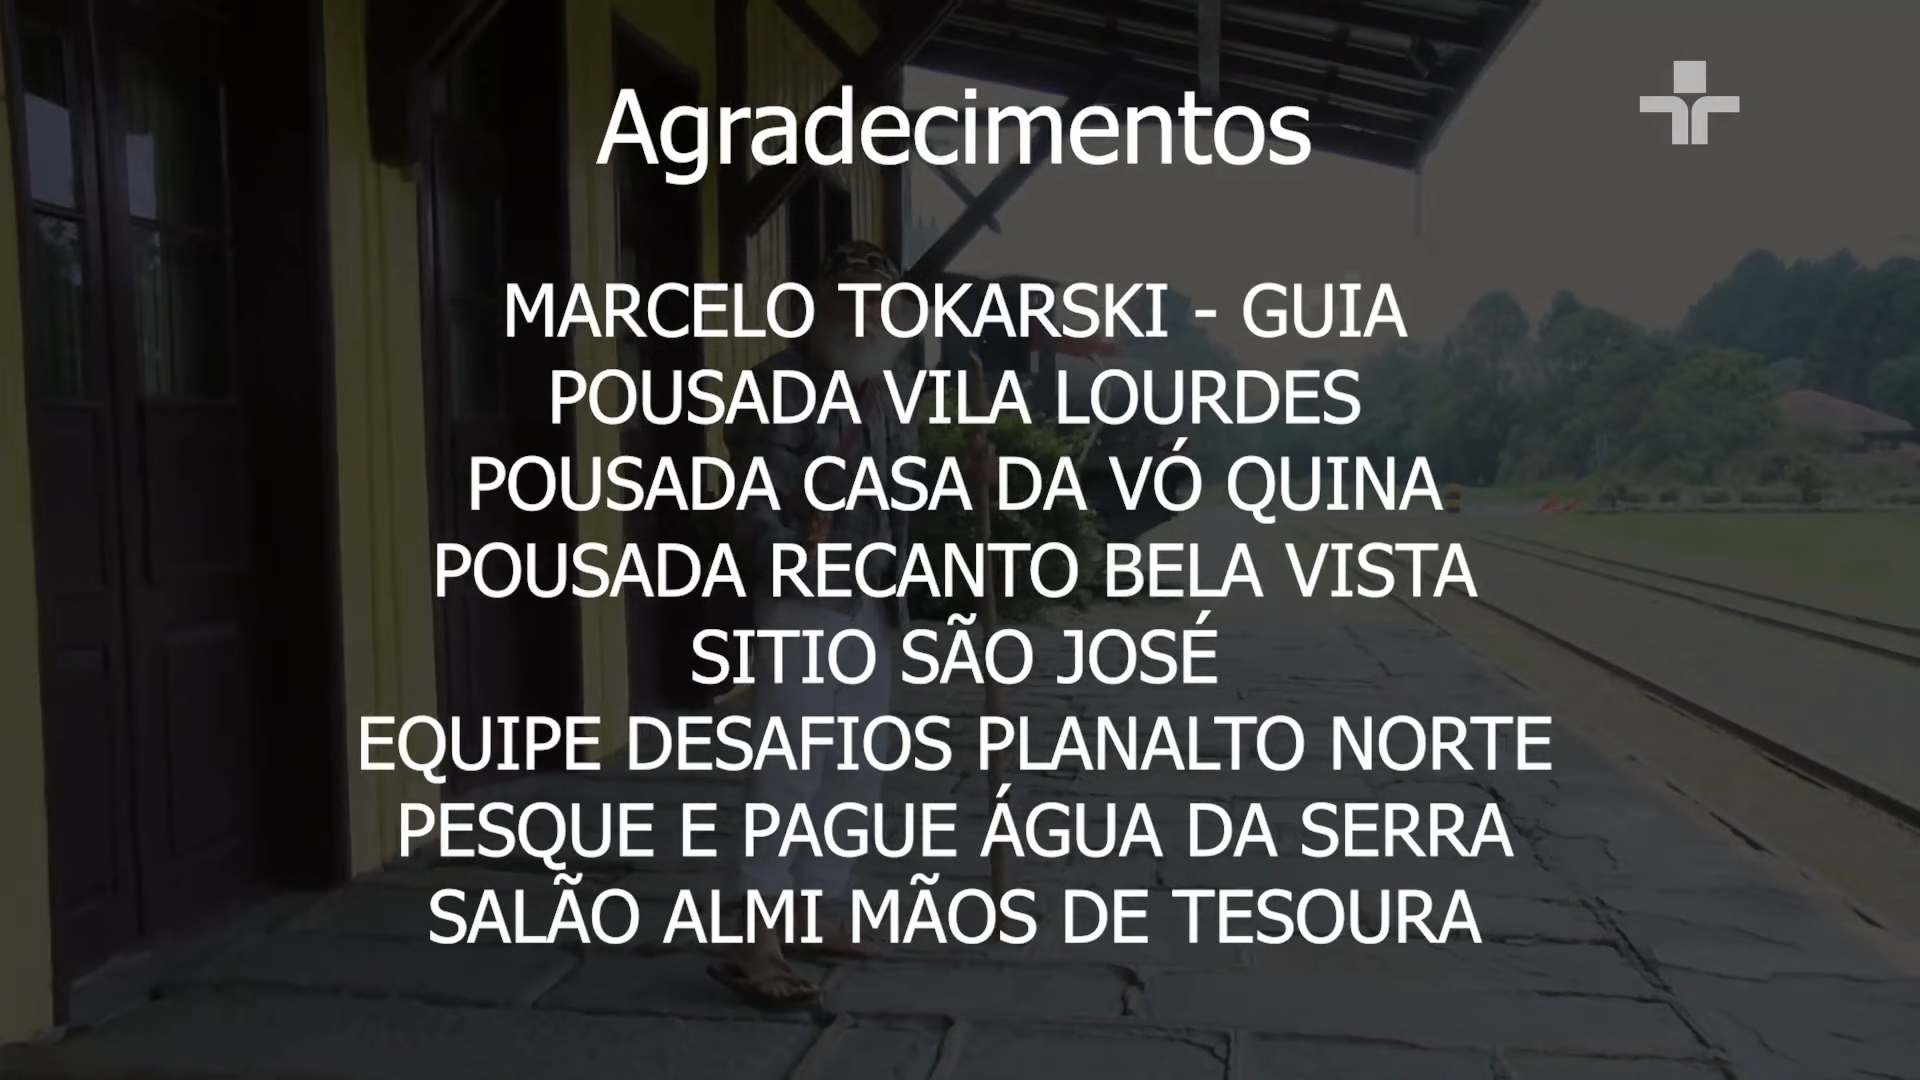 Agradecimentos
MARCELO TOKARSKI - GUIA
POUSADA VILA LOURDES
POUSADA CASA DA VÓ QUINA
POUSADA RECANTO BELA VISTA
SITIO SÃO JOSÉ
EQUIPE DESAFIOS PLANALTO NORTE
PESQUE E PAGUE ÁGUA DA SERRA
SALÃO ALMI MÃOS DE TESOURA